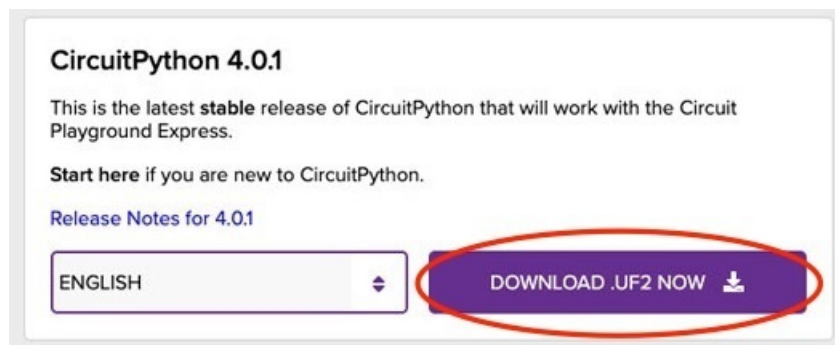 CircuitPython 4.0.1
This is the latest stable release of CircuitPython that will work with the Circuit
Playground Express.
Start here if you are new to CircuitPython.
Release Notes for 4.0.1
ENGLISH
DOWNLOAD .UF2 NOW